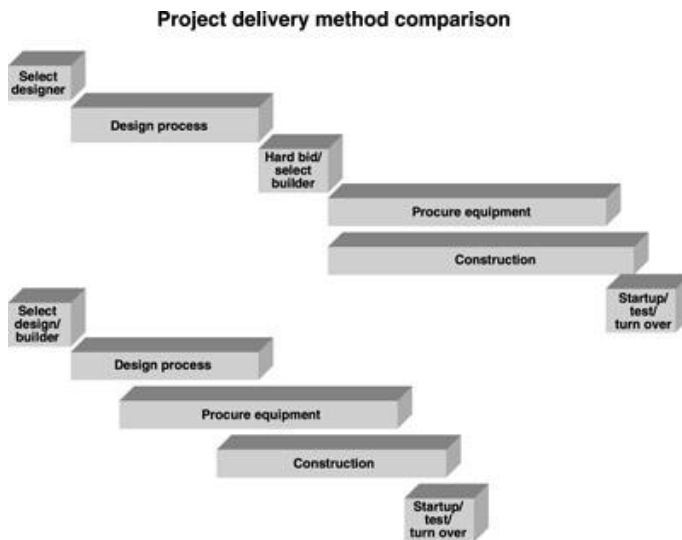 Project delivery method comparison
Select
designer
Design process
Hard bid/
select
builder
Procure equipment
Construction
Startup/
test/
turn over
Select
design/
builder
Design process
Procure equipment
Construction
Startup/
test/
turn over